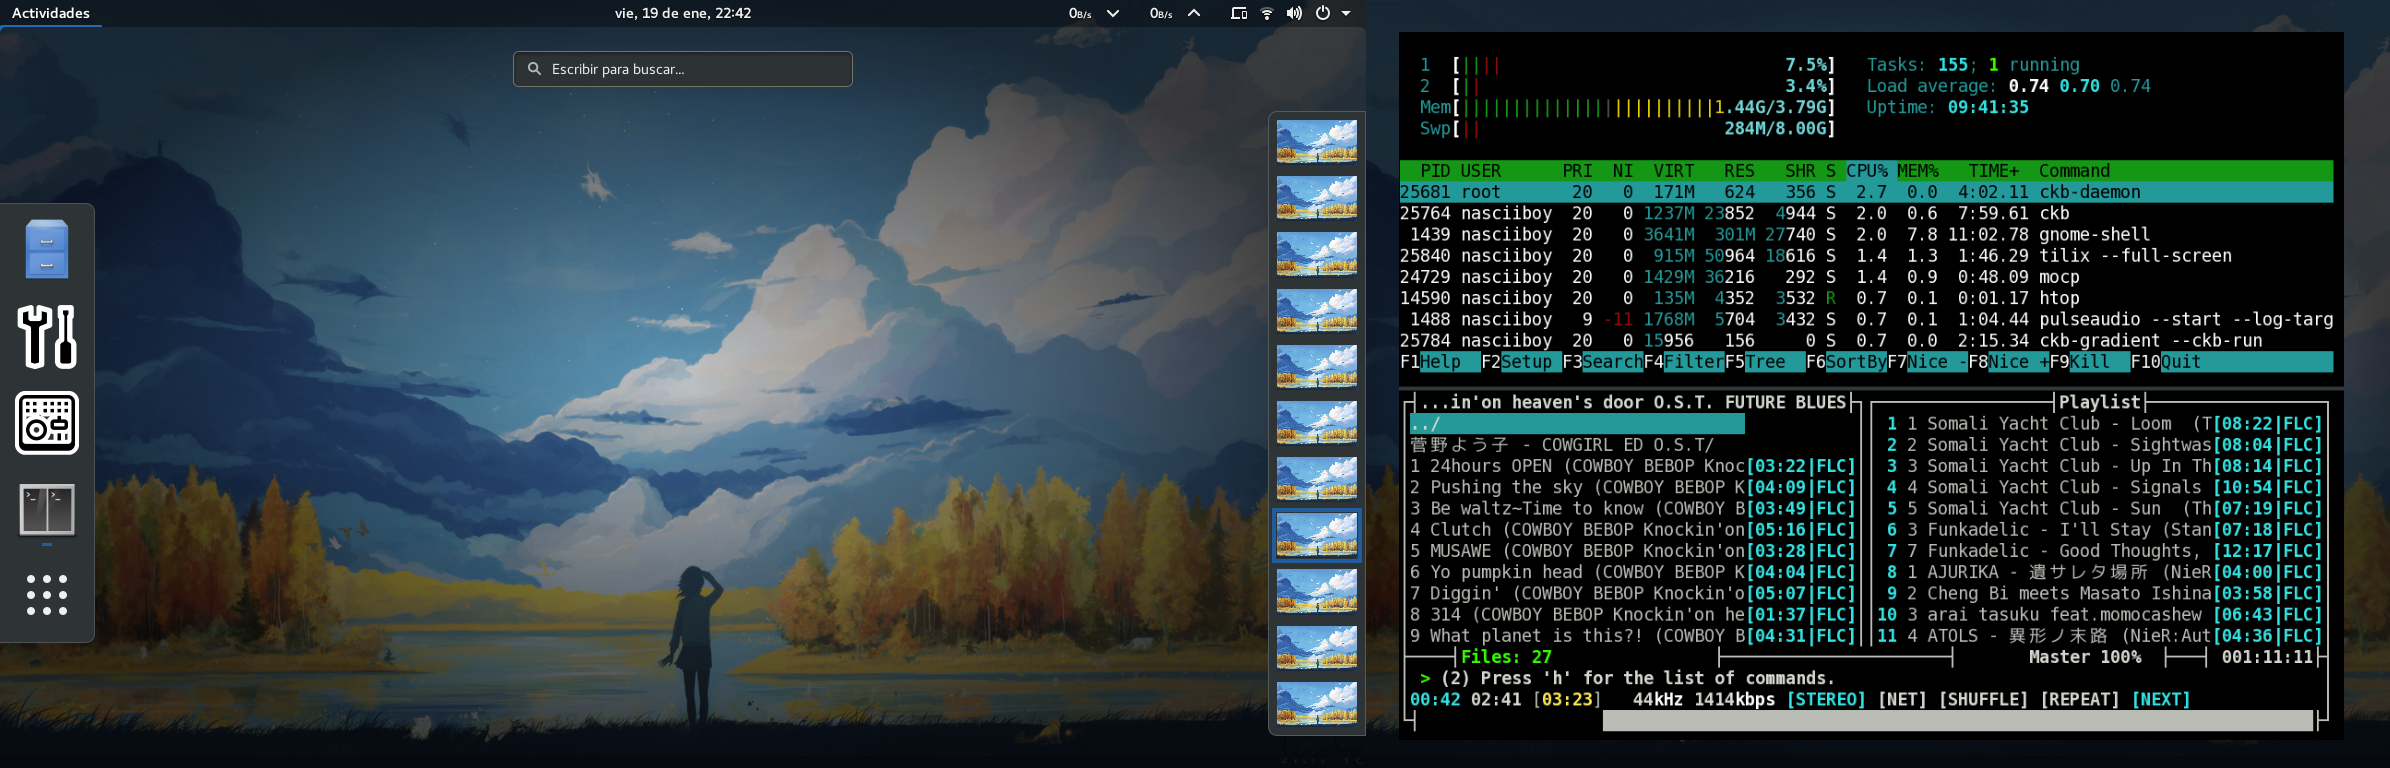 Actividades
vie, 19 de ene, 22:42
0B/s 0B/s
Escribir para buscar...
1 [|||| 7.5%] Tasks: 155; 1 running
2 [|| 3.4%] Load average: 0.74 0.70 0.74
Mem[|||||||||||||||||||||||||1.44G/3.79G] Uptime: 09:41:35
Swp[|| 284M/8.00G]
PID USER PRI NI VIRT RES SHR S CPU% MEM% TIME+ Command
25681 root 20 0 171M 624 356 S 2.7 0.0 4:02.11 ckb-daemon
25764 nasciiboy 20 0 1237M 23852 4944 S 2.0 0.6 7:59.61 ckb
1439 nasciiboy 20 0 3641M 301M 27740 S 2.0 7.8 11:02.78 gnome-shell
25840 nasciiboy 20 0 915M 50964 18616 S 1.4 1.3 1:46.29 tilix --full-screen
24729 nasciiboy 20 0 1429M 36216 292 S 1.4 0.9 0:48.09 mocp
14590 nasciiboy 20 0 135M 4352 3532 R 0.7 0.1 0:01.17 htop
1488 nasciiboy 9 -11 1768M 5704 3432 S 0.7 0.1 1:04.44 pulseaudio --start --log-targ
25784 nasciiboy 20 0 15956 156 0 S 0.7 0.0 2:15.34 ckb-gradient --ckb-run
F1Help F2Setup F3SearchF4FilterF5Tree F6SortByF7Nice -F8Nice +F9Kill F10Quit
...in'on heaven's door O.S.T. FUTURE BLUES
../
菅野よう子 - COWGIRL ED O.S.T/
1 24hours OPEN (COWBOY BEBOP Knoc[03:22|FLC]
2 Pushing the sky (COWBOY BEBOP K[04:09|FLC]
3 Be waltz~Time to know (COWBOY B[03:49|FLC]
4 Clutch (COWBOY BEBOP Knockin'on[05:16|FLC]
5 MUSAWE (COWBOY BEBOP Knockin'on[03:28|FLC]
6 Yo pumpkin head (COWBOY BEBOP K[04:04|FLC]
7 Diggin' (COWBOY BEBOP Knockin'o[05:07|FLC]
8 314 (COWBOY BEBOP Knockin'on he[01:37|FLC]
9 What planet is this?! (COWBOY B[04:31|FLC]
Playlist
1 1 Somali Yacht Club - Loom (T[08:22|FLC]
2 2 Somali Yacht Club - Sightwas[08:04|FLC]
3 3 Somali Yacht Club - Up In Th[08:14|FLC]
4 4 Somali Yacht Club - Signals [10:54|FLC]
5 5 Somali Yacht Club - Sun (Th[07:19|FLC]
6 3 Funkadelic - I'll Stay (Stan[07:18|FLC]
7 7 Funkadelic - Good Thoughts, [12:17|FLC]
8 1 AJURIKA - 遺サレタ場所 (NieR[04:00|FLC]
9 2 Cheng Bi meets Masato Ishina[03:58|FLC]
10 3 arai tasuku feat.momocashew [06:43|FLC]
11 4 ATOLS - 異形ノ末路 (NieR:Aut[04:36|FLC]
Files: 27 Master 100% 001:11:11
> (2) Press 'h' for the list of commands.
00:42 02:41 [03:23] 44kHz 1414kbps [STEREO] [NET] [SHUFFLE] [REPEAT] [NEXT]